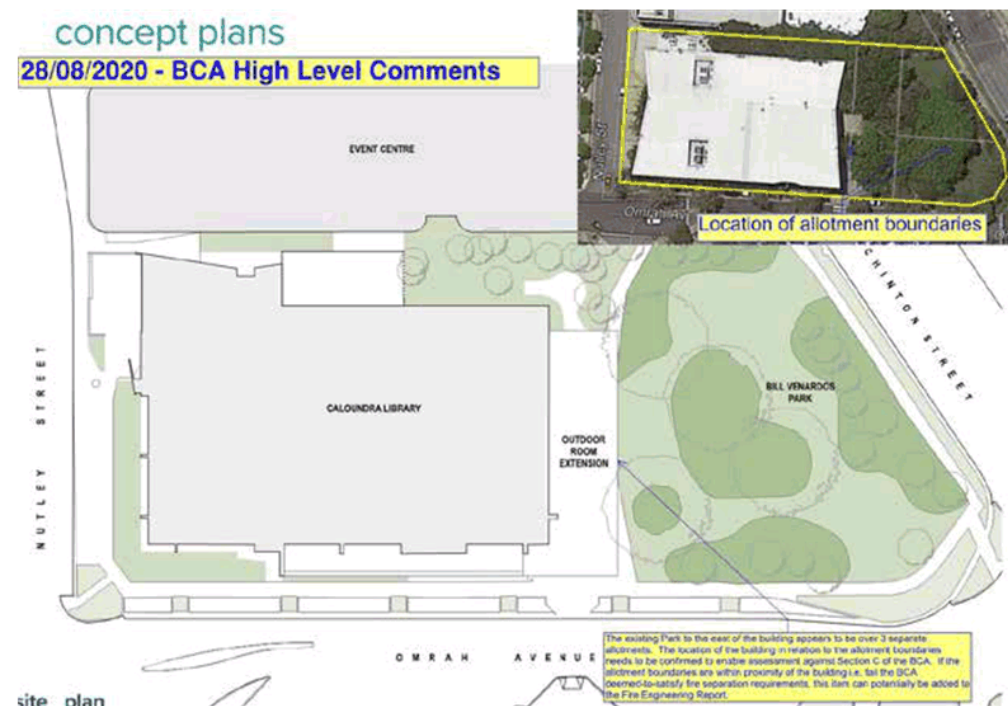 concept plans
28/08/2020 - BCA High Level Comments
EVENT CENTRE
Nutley St
Omrah Av
Location of allotment boundaries
CHINTON STREET
NUTLEY STREET
CALOUNDRA LIBRARY
BILL VENARDOS
PARK
OUTDOOR
ROOM
EXTENSION
OMRAH AVENUE
The existing Park to the east of the building appears to be over 3 separate
allotments. The location of the building in relation to the allotment boundaries
needs to be confirmed to enable assessment against Section C of the BCA. If the
allotment boundaries are within proximity of the building i.e. fail the BCA
deemed-to-satisfy fire separation requirements, this item can potentially be added to
the Fire Engineering Report.
site plan